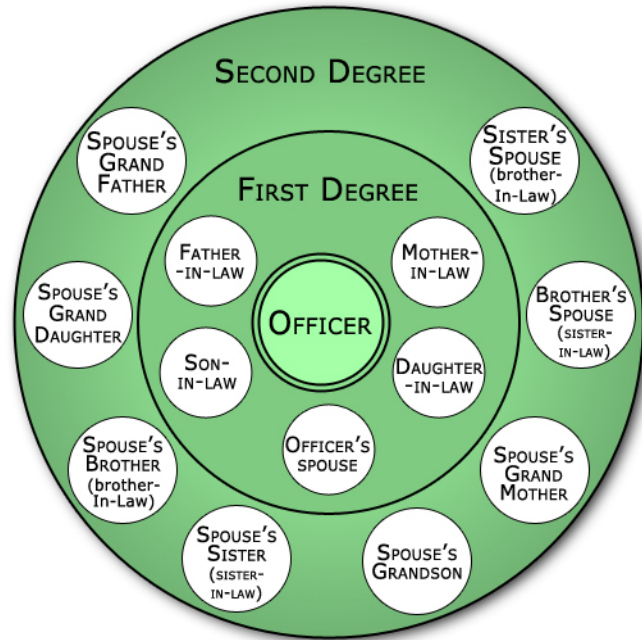 SECOND DEGREE
SPOUSE'S
GRAND
FATHER
SISTER'S
SPOUSE
(brother-
In-Law)
FIRST DEGREE
FATHER
-IN-LAW
MOTHER-
IN-LAW
SPOUSE'S
GRAND
DAUGHTER
OFFICER
BROTHER'S
SPOUSE
(SISTER-
IN-LAW)
SON-
IN-LAW
DAUGHTER
-IN-LAW
SPOUSE'S
BROTHER
(brother-
In-Law)
OFFICER'S
SPOUSE
SPOUSE'S
GRAND
MOTHER
SPOUSE'S
SISTER
(SISTER-
IN-LAW)
SPOUSE'S
GRANDSON